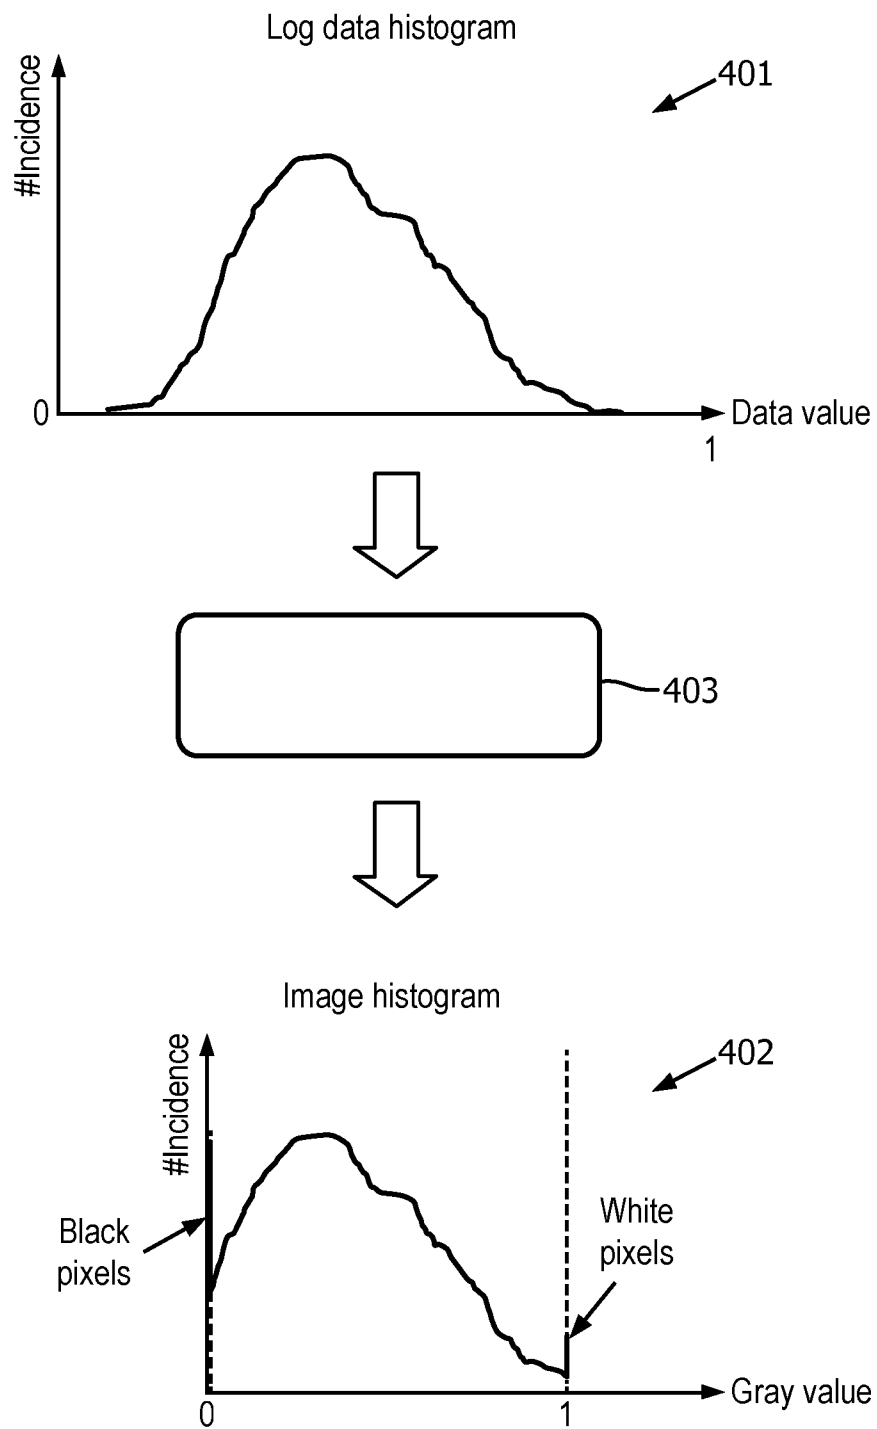 Log data histogram
#Incidence
401
0
Data value
1
403
Image histogram
#Incidence
402
Black
pixels
White
pixels
0
1
Gray value